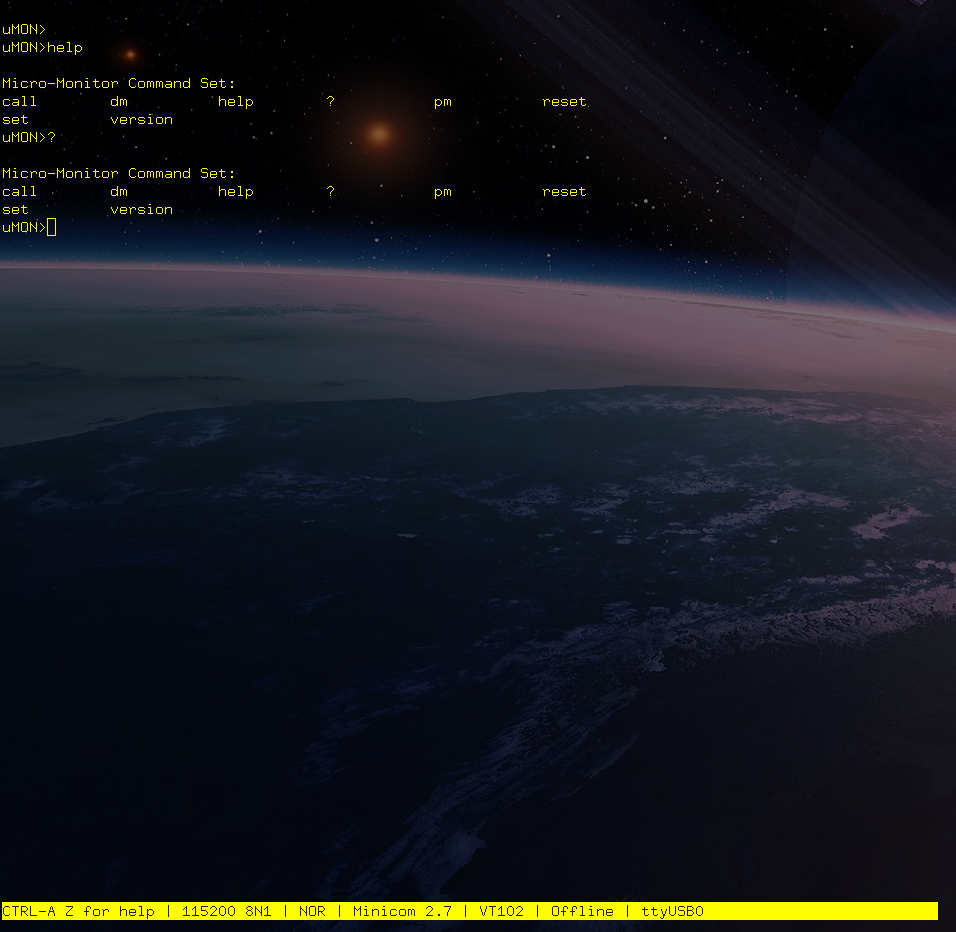 uMON>
uMON>help
Micro-Monitor Command Set:
call dm help ? pm reset
set version
uMON>?
Micro-Monitor Command Set:
call dm help ? pm reset
set version
uMON>
CTRL-A Z for help | 115200 8N1 | NOR | Minicom 2.7 | VT102 | Offline | ttyUSB0